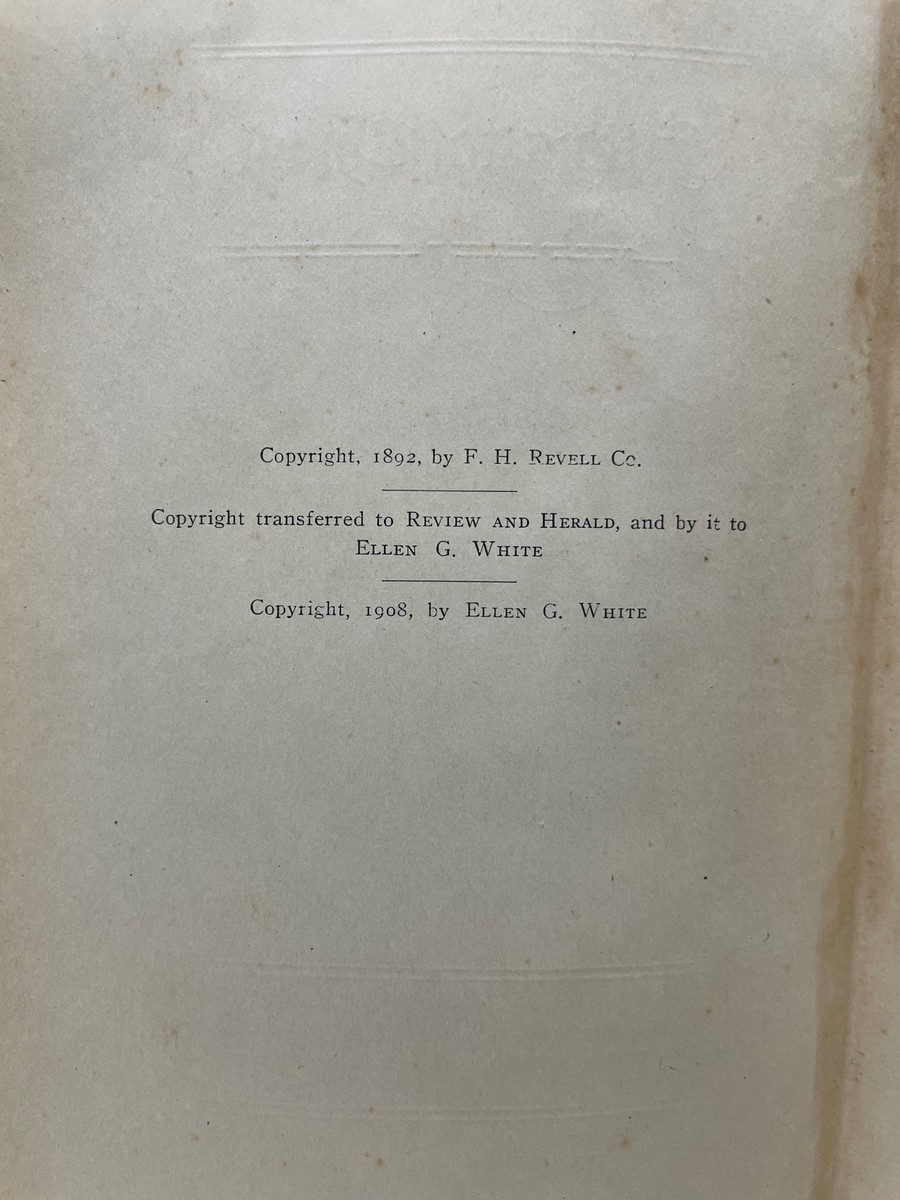 Copyright, 1892, by F. H. REVELL Co.
Copyright transferred to REVIEW AND HERALD, and by it to
ELLEN G. WHITE
Copyright, 1908, by ELLEN G. WHITE